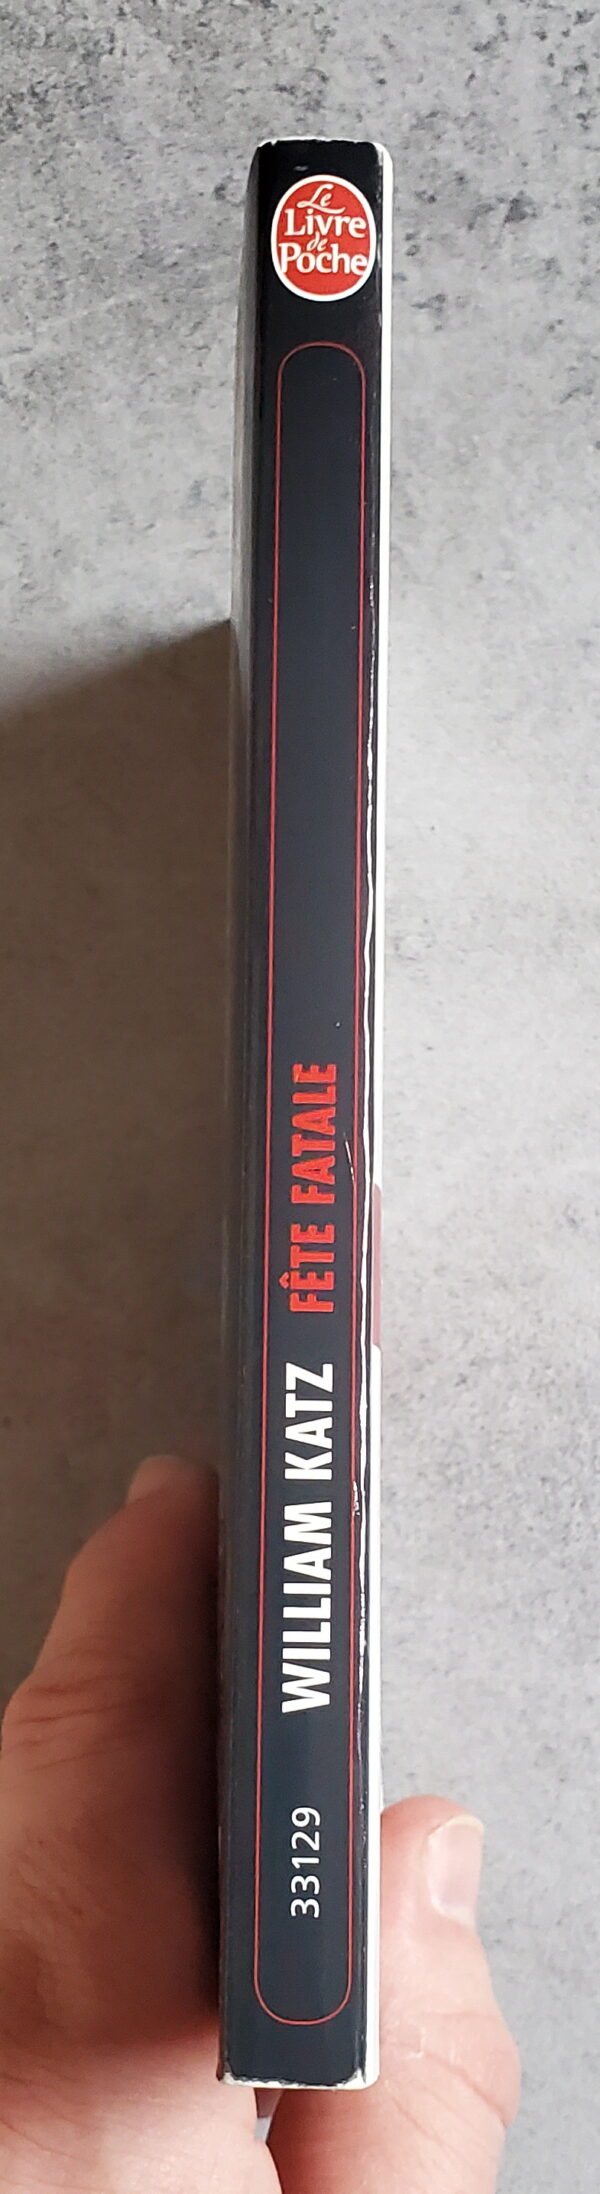 Le
Livre
de
Poche
33129 WILLIAM KATZ FÊTE FATALE